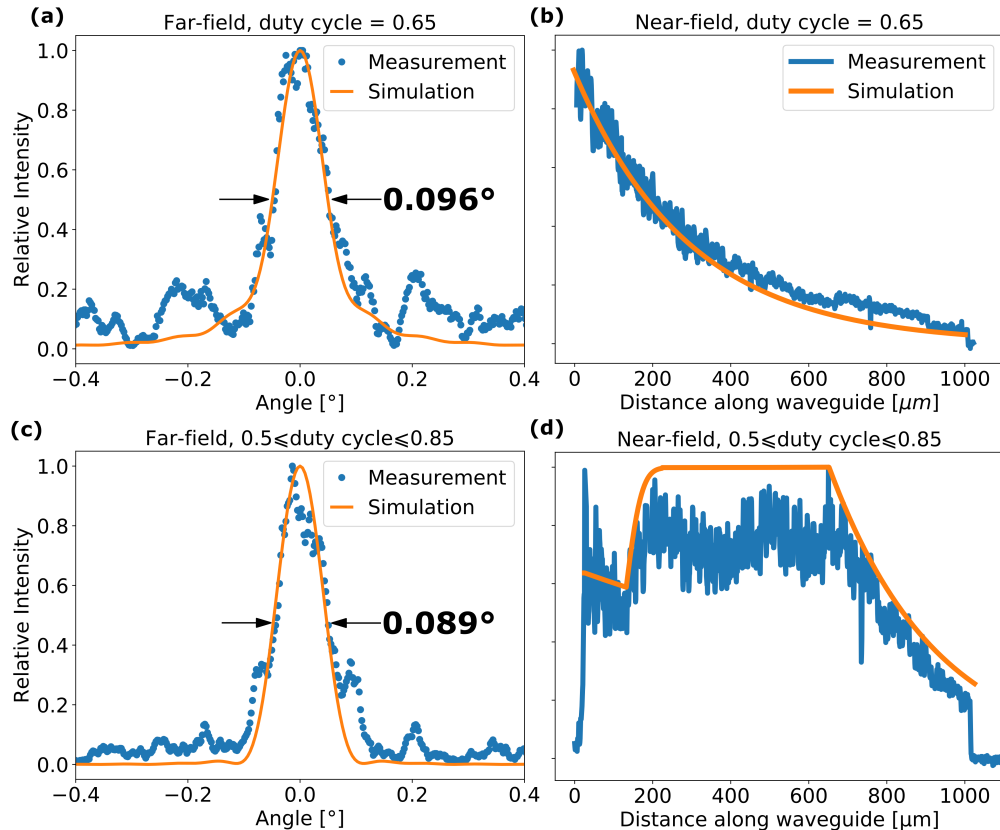 (a)
Far-field, duty cycle = 0.65
1.0
0.8
0.6
0.4
0.2
0.0
Relative Intensity
Measurement
Simulation
0.096°
−0.4
−0.2
0.0
0.2
0.4
Angle [°]
(b)
Near-field, duty cycle = 0.65
Measurement
Simulation
0
200
400
600
800
1000
Distance along waveguide [μm]
(c)
Far-field, 0.5⩽duty cycle⩽0.85
1.0
0.8
0.6
0.4
0.2
0.0
Relative Intensity
Measurement
Simulation
0.089°
−0.4
−0.2
0.0
0.2
0.4
Angle [°]
(d)
Near-field, 0.5⩽duty cycle⩽0.85
0
200
400
600
800
1000
Distance along waveguide [μm]